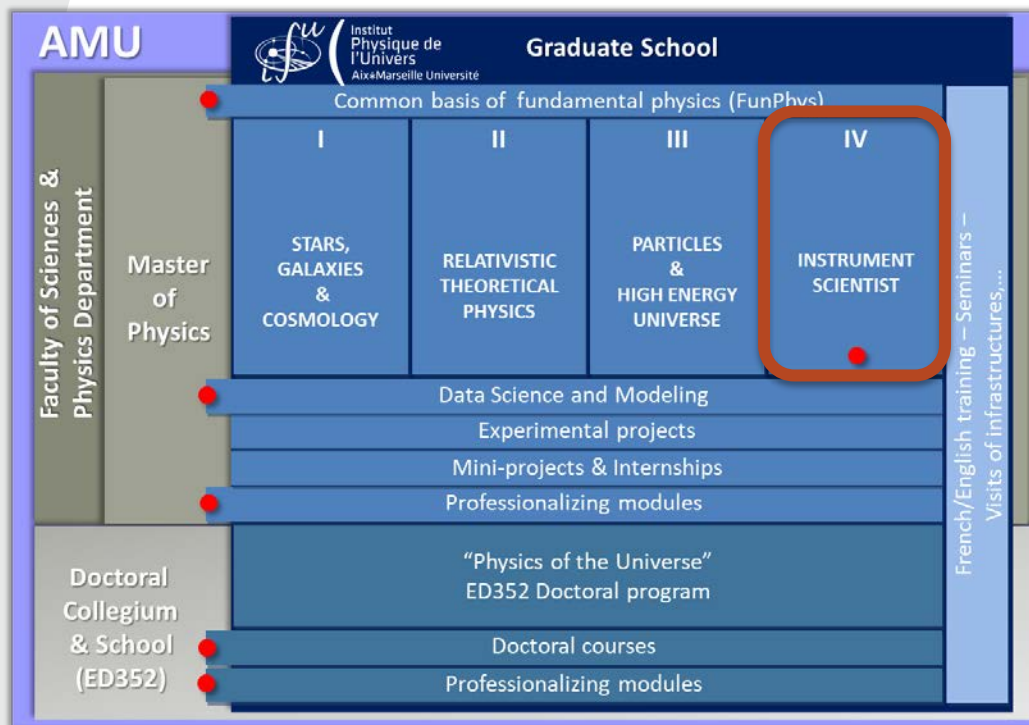 AMU
ifu
Institut
Physique de
l'Univers
Aix*Marseille Université
Graduate School
Faculty of Sciences &
Physics Department
Master
of
Physics
Common basis of fundamental physics (FunPhys)
I
STARS,
GALAXIES
&
COSMOLOGY
II
RELATIVISTIC
THEORETICAL
PHYSICS
III
PARTICLES
&
HIGH ENERGY
UNIVERSE
IV
INSTRUMENT
SCIENTIST
Data Science and Modeling
Experimental projects
Mini-projects & Internships
Professionalizing modules
French/English training – Seminars –
Visits of infrastructures,...
Doctoral
Collegium
& School
(ED352)
“Physics of the Universe”
ED352 Doctoral program
Doctoral courses
Professionalizing modules